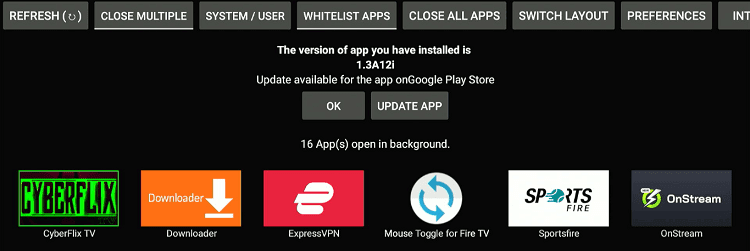 REFRESH (↻) CLOSE MULTIPLE SYSTEM / USER WHITELIST APPS CLOSE ALL APPS SWITCH LAYOUT PREFERENCES INT
The version of app you have installed is
1.3A12i
Update available for the app onGoogle Play Store
OK UPDATE APP
16 App(s) open in background.
CYBERFLIX Downloader SPORTS OnStream
FIRE
CyberFlix TV Downloader ExpressVPN Mouse Toggle for Fire TV Sportsfire OnStream